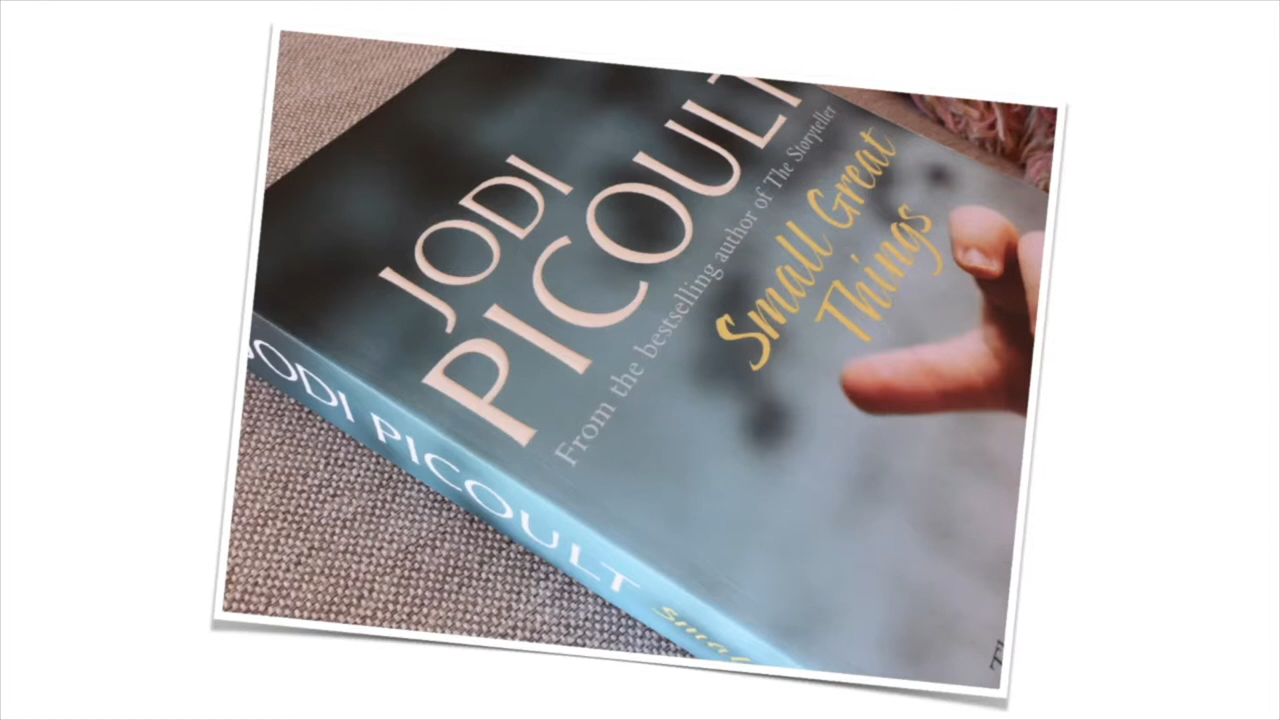 JODI
PICOULT
From the bestselling author of The Storyteller
Small Great
Things
JODI PICOULT